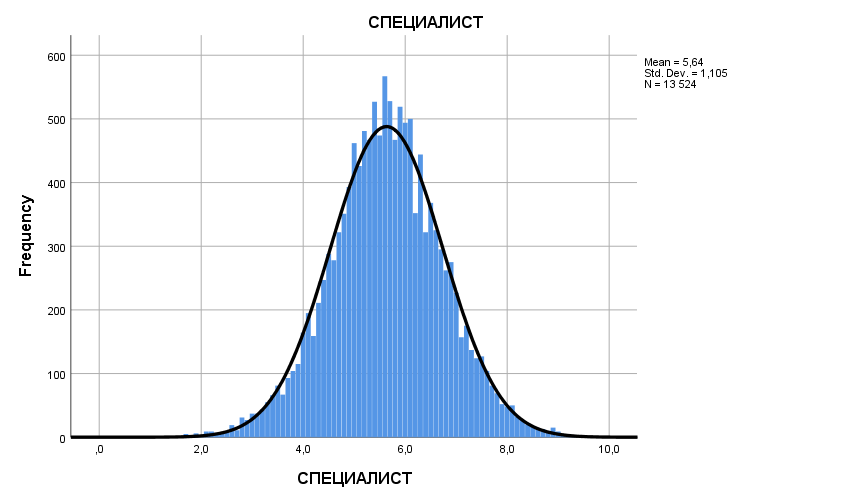 СПЕЦИАЛИСТ
Mean = 5,64
Std. Dev. = 1,105
N = 13 524
600
500
400
300
200
100
0
Frequency
,0
2,0
4,0
6,0
8,0
10,0
СПЕЦИАЛИСТ